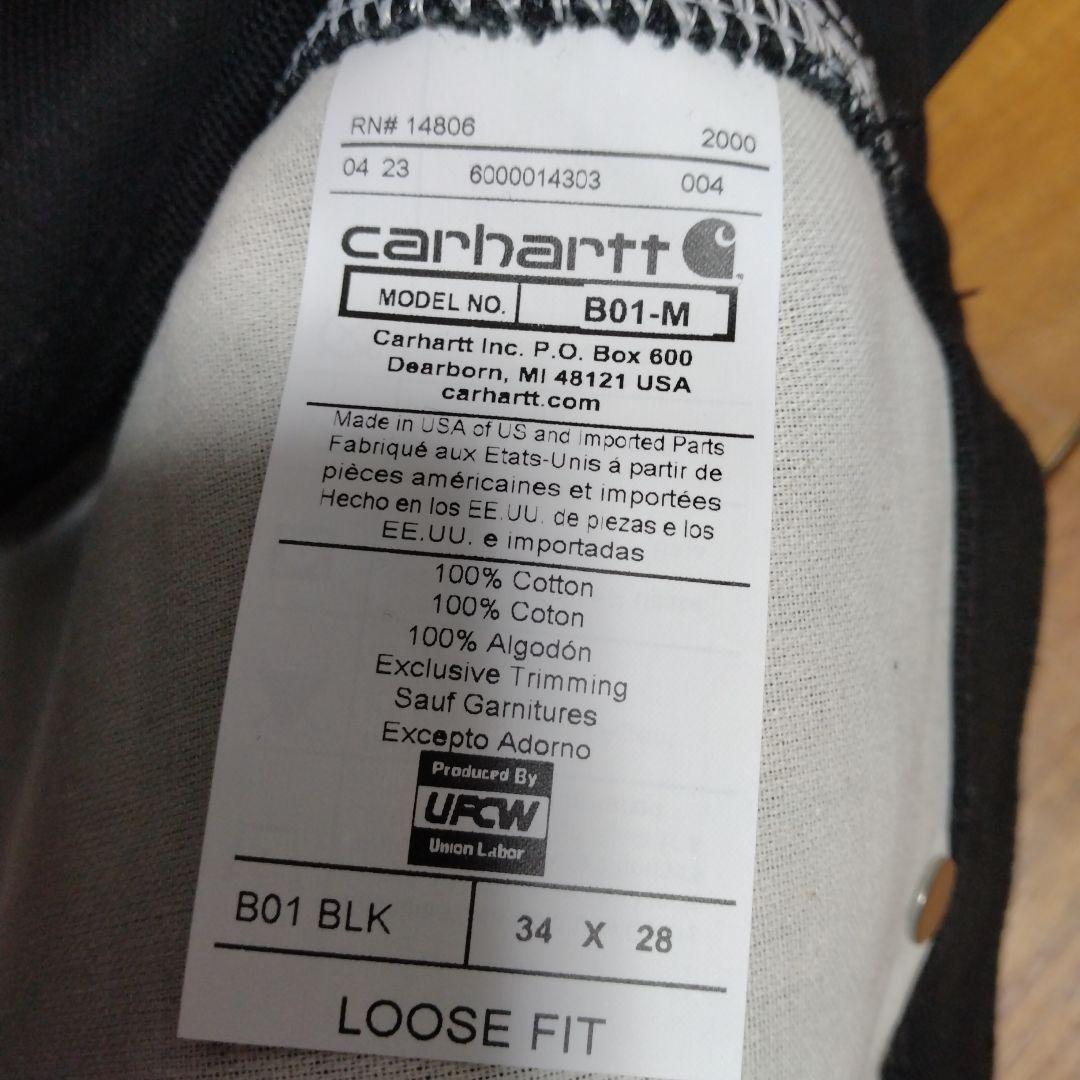 RN# 14806 2000
04 23 6000014303 004
carhartt
MODEL NO. B01-M
Carhartt Inc. P.O. Box 600
Dearborn, MI 48121 USA
carhartt.com
Made in USA of US and Imported Parts
Fabriqué aux Etats-Unis á partir de
pièces américaines et importées
Hecho en los EE.UU. de piezas e los
EE.UU. e importadas
100% Cotton
100% Coton
100% Algodón
Exclusive Trimming
Sauf Garnitures
Excepto Adorno
Produced By
UFCW
Union Labor
B01 BLK 34 X 28
LOOSE FIT